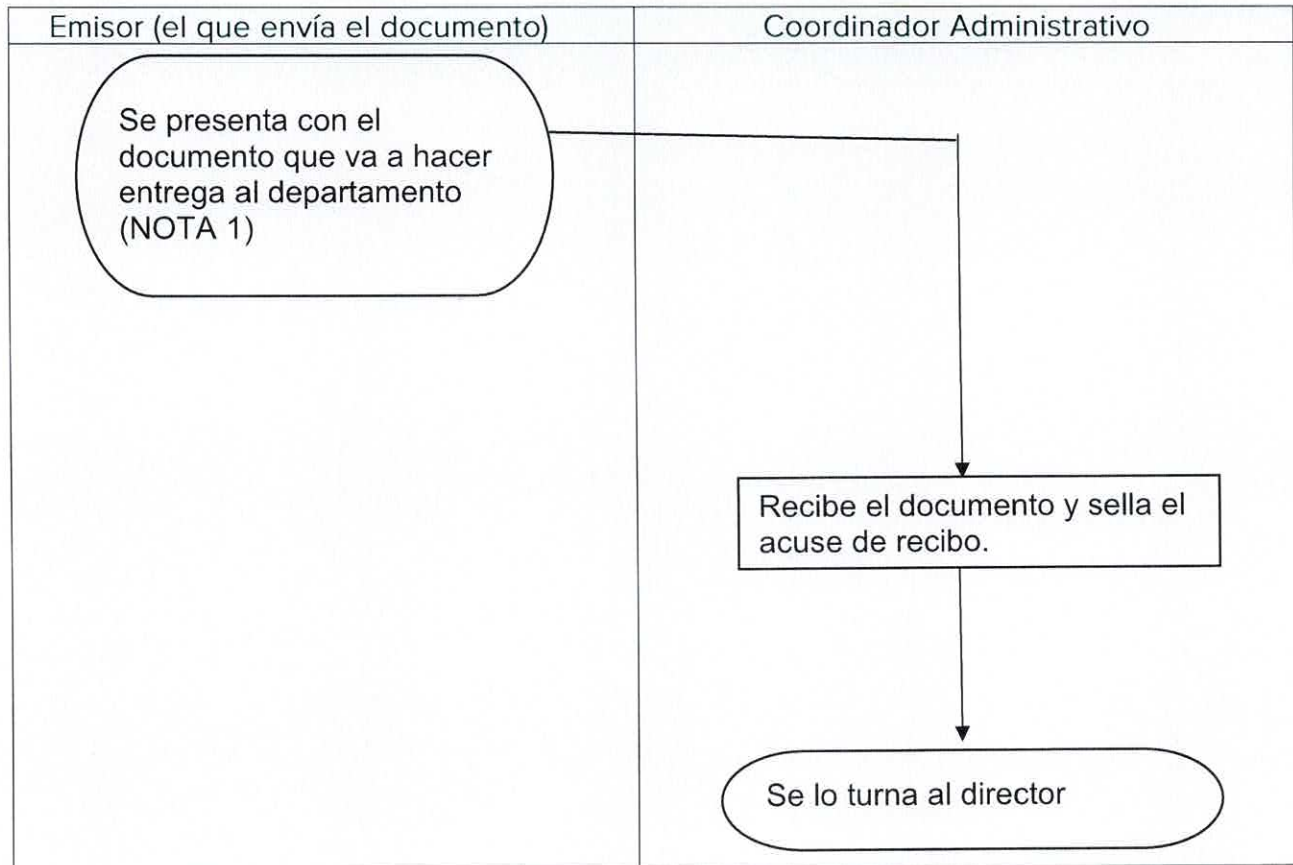 Emisor (el que envía el documento)
Coordinador Administrativo
Se presenta con el
documento que va a hacer
entrega al departamento
(NOTA 1)
Recibe el documento y sella el
acuse de recibo.
Se lo turna al director